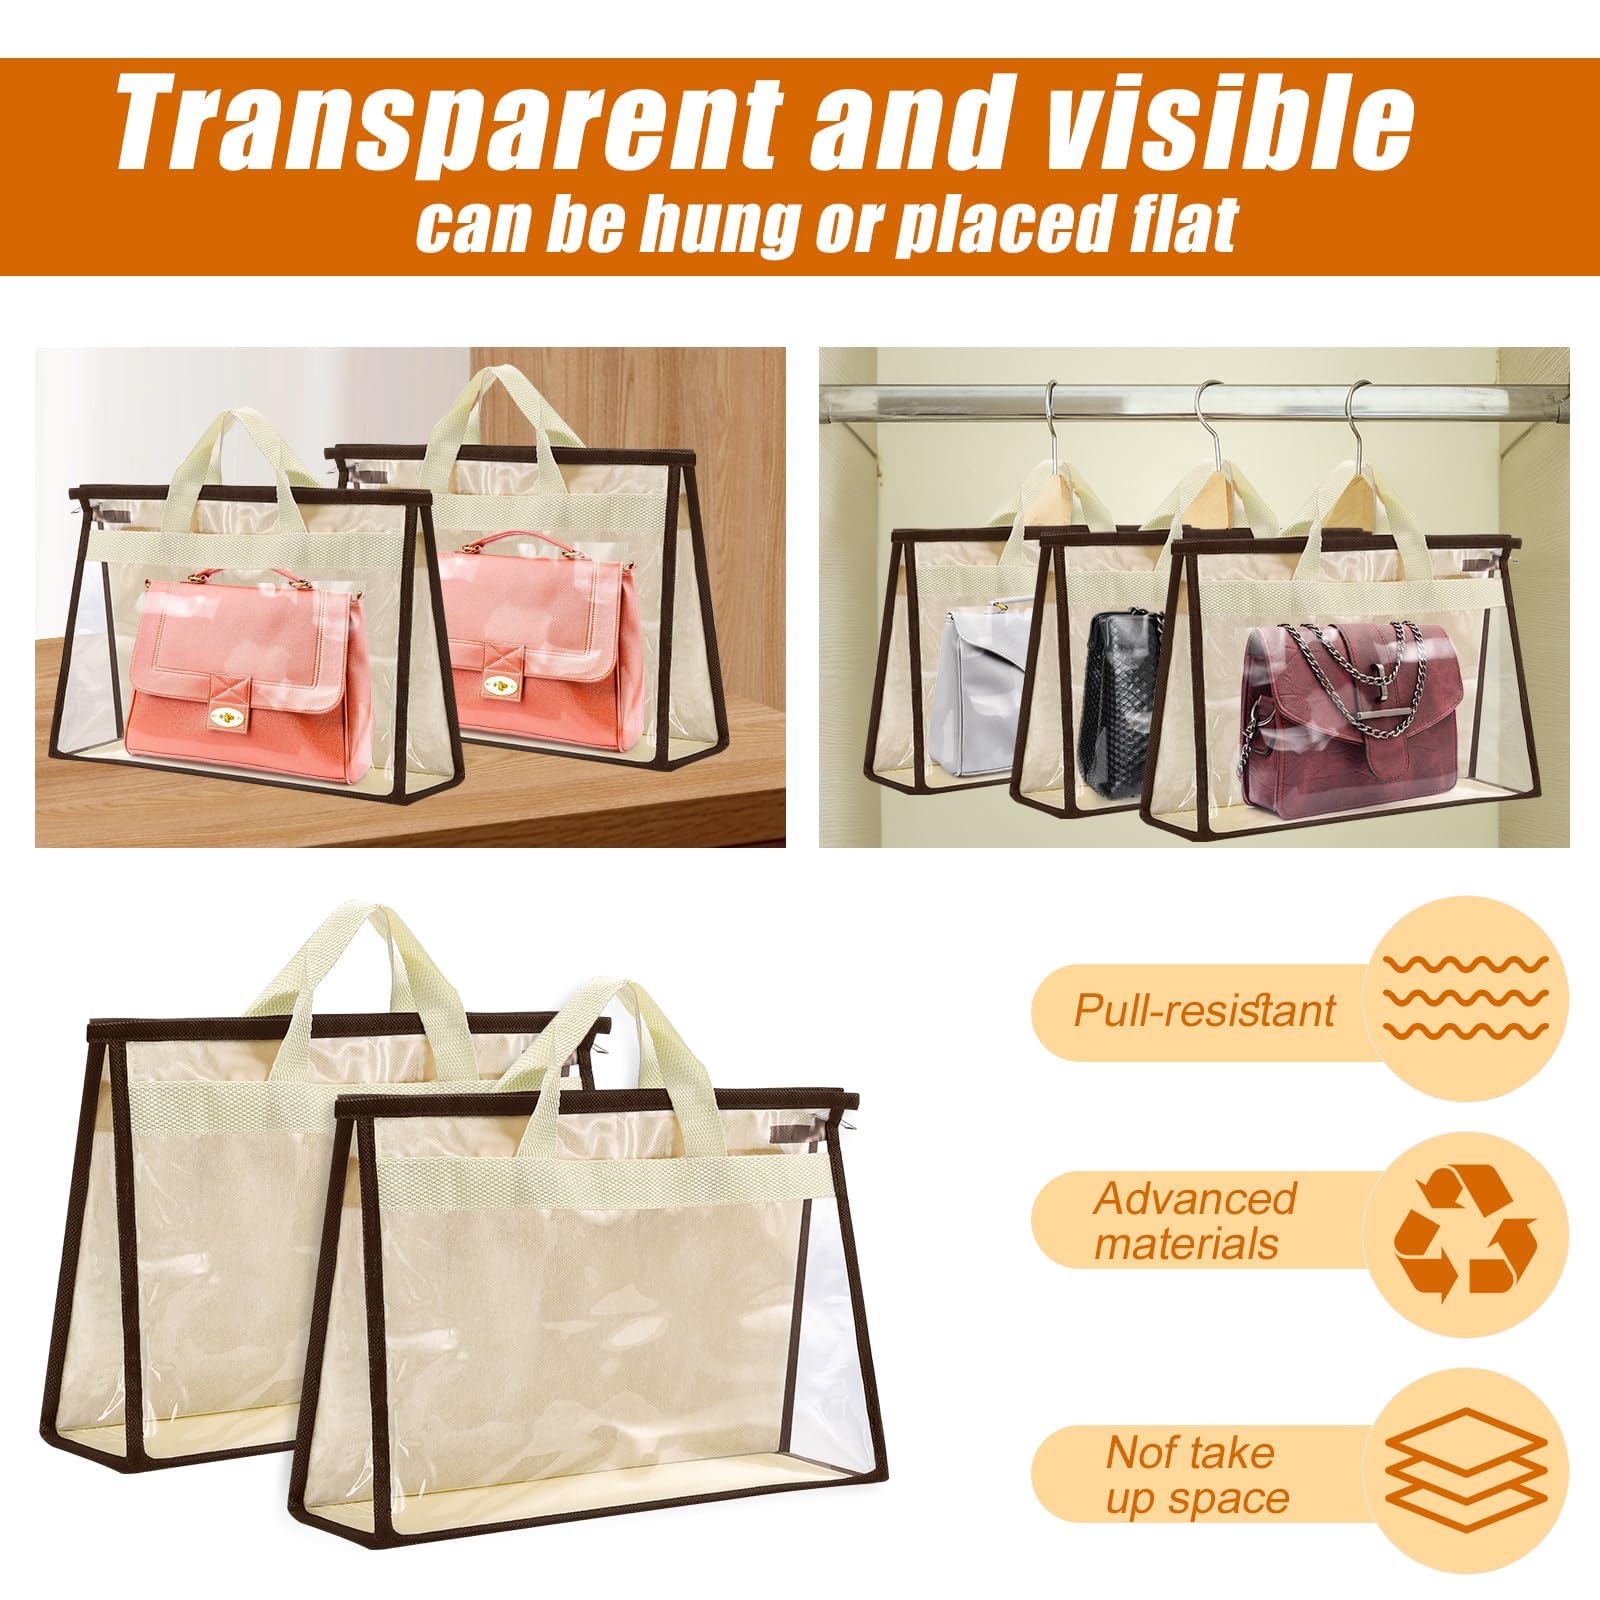 Transparent and visible
can be hung or placed flat
Pull-resistant
Advanced
materials
Nof take
up space